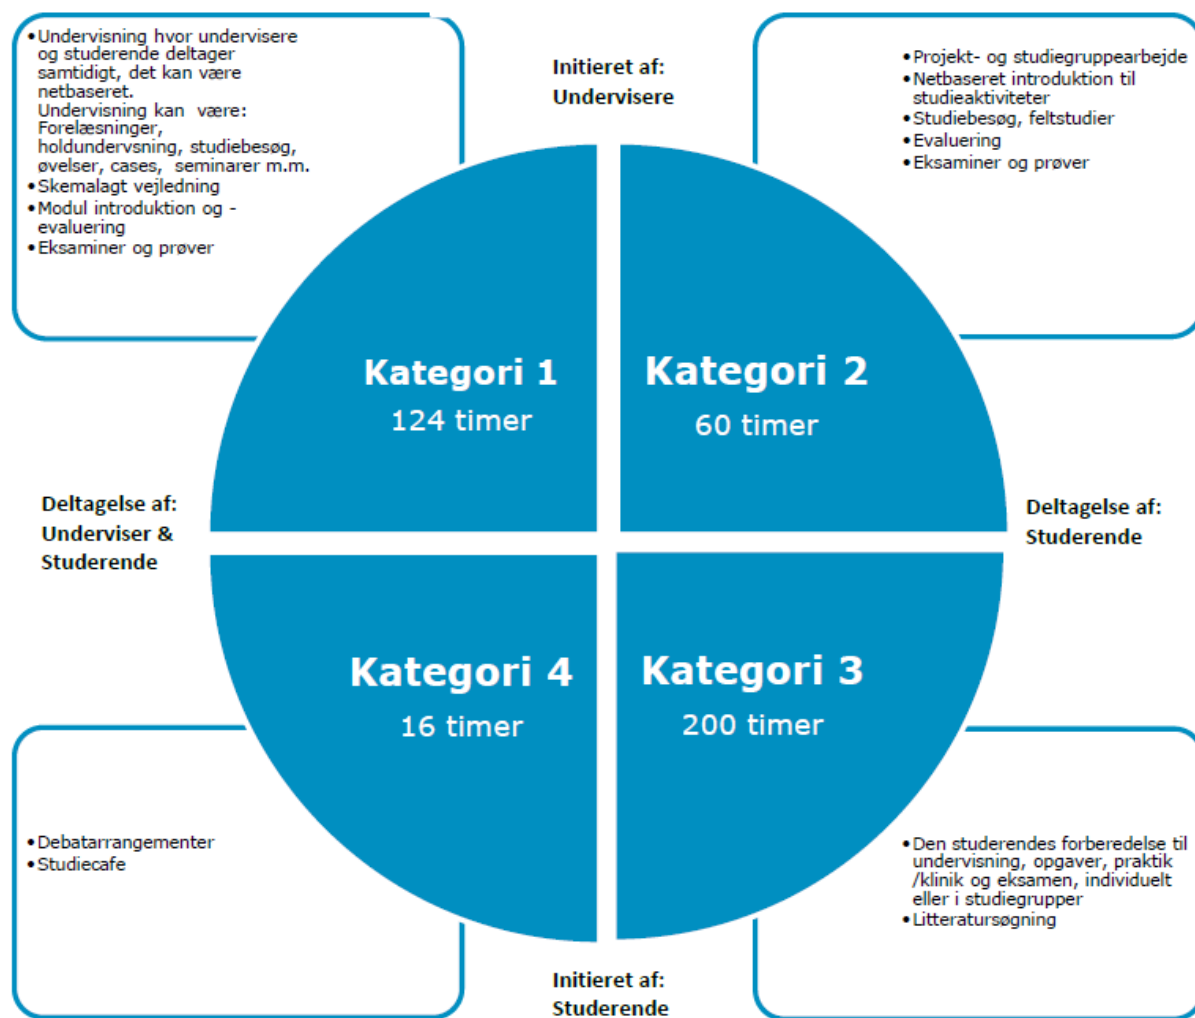 •Undervisning hvor undervisere
og studerende deltager
samtidigt, det kan være
netbaseret.
Undervisning kan  være:
Forelæsninger,
holdundervsning, studiebesøg,
øvelser, cases,  seminarer m.m.
•Skemalagt vejledning
•Modul introduktion og -
evaluering
•Eksaminer og prøver
Initieret af:
Undervisere
•Projekt- og studiegruppearbejde
•Netbaseret introduktion til
studieaktiviteter
•Studiebesøg, feltstudier
•Evaluering
•Eksaminer og prøver
Kategori 1
124 timer
Kategori 2
60 timer
Deltagelse af:
Underviser &
Studerende
Deltagelse af:
Studerende
Kategori 4
16 timer
Kategori 3
200 timer
•Debatarrangementer
•Studiecafe
•Den studerendes forberedelse til
undervisning, opgaver, praktik
/klinik og eksamen, individuelt
eller i studiegrupper
•Litteratursøgning
Initieret af:
Studerende